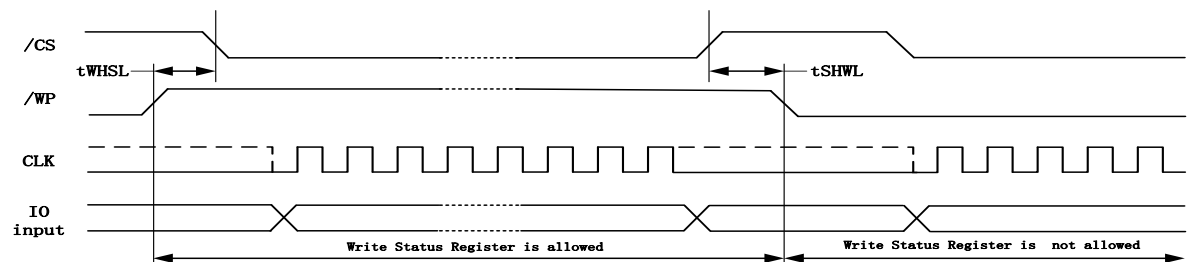 /CS
tWHSL
tSHWL
/WP
CLK
IO
input
Write Status Register is allowed
Write Status Register is not allowed